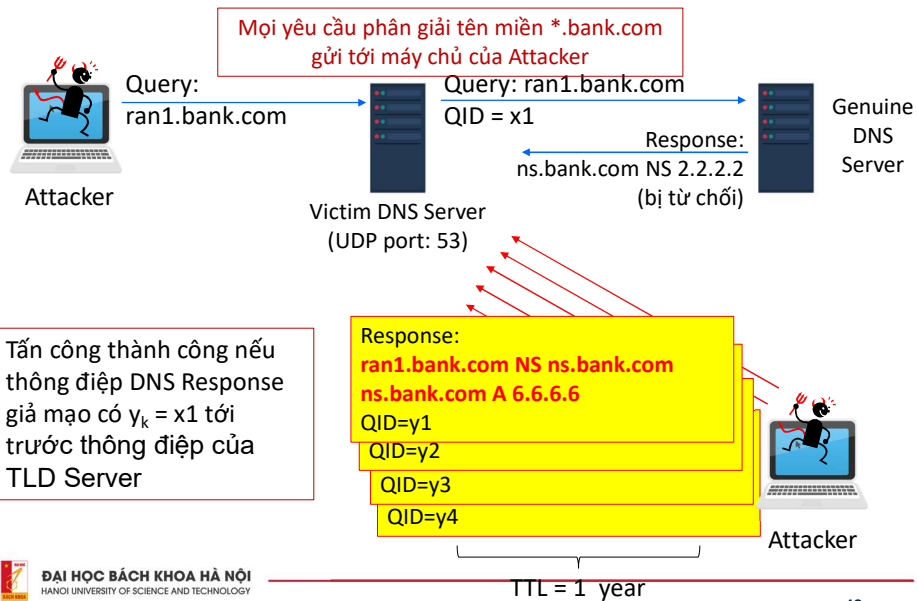 Mọi yêu cầu phân giải tên miền *.bank.com
gửi tới máy chủ của Attacker
Query:
ran1.bank.com
Query: ran1.bank.com
QID = x1
Response:
ns.bank.com NS 2.2.2.2
(bị từ chối)
Genuine
DNS
Server
Attacker
Victim DNS Server
(UDP port: 53)
Tấn công thành công nếu
thông điệp DNS Response
giả mạo có yk = x1 tới
trước thông điệp của
TLD Server
Response:
ran1.bank.com NS ns.bank.com
ns.bank.com A 6.6.6.6
QID=y1
QID=y2
QID=y3
QID=y4
Attacker
TTL = 1 year
ĐẠI HỌC BÁCH KHOA HÀ NỘI
HANOI UNIVERSITY OF SCIENCE AND TECHNOLOGY